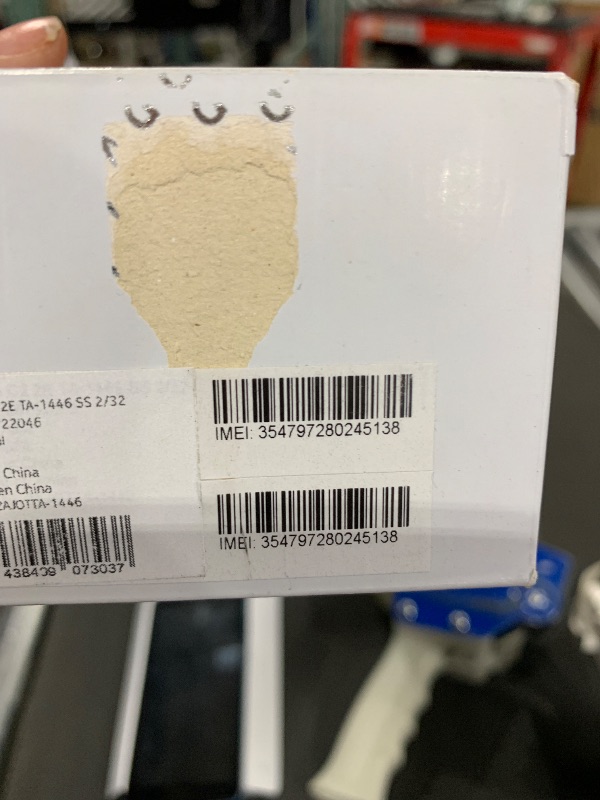 2E TA-1446 SS 2/32
22046
China
en China
2AJOTTA-1446
438409 073037
IMEI: 354797280245138
IMEI: 354797280245138